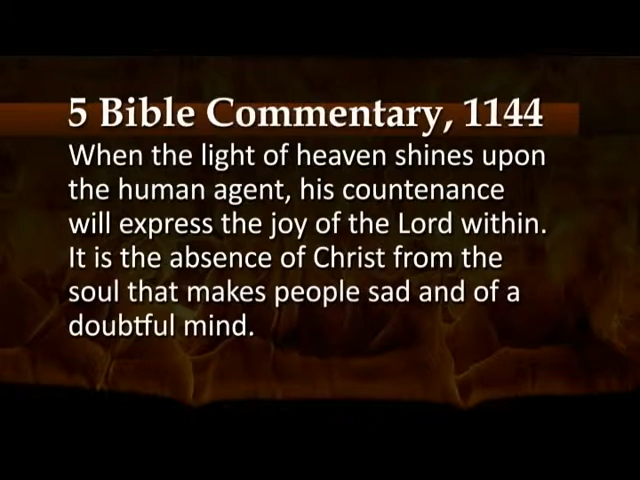 5 Bible Commentary, 1144
When the light of heaven shines upon
the human agent, his countenance
will express the joy of the Lord within.
It is the absence of Christ from the
soul that makes people sad and of a
doubtful mind.